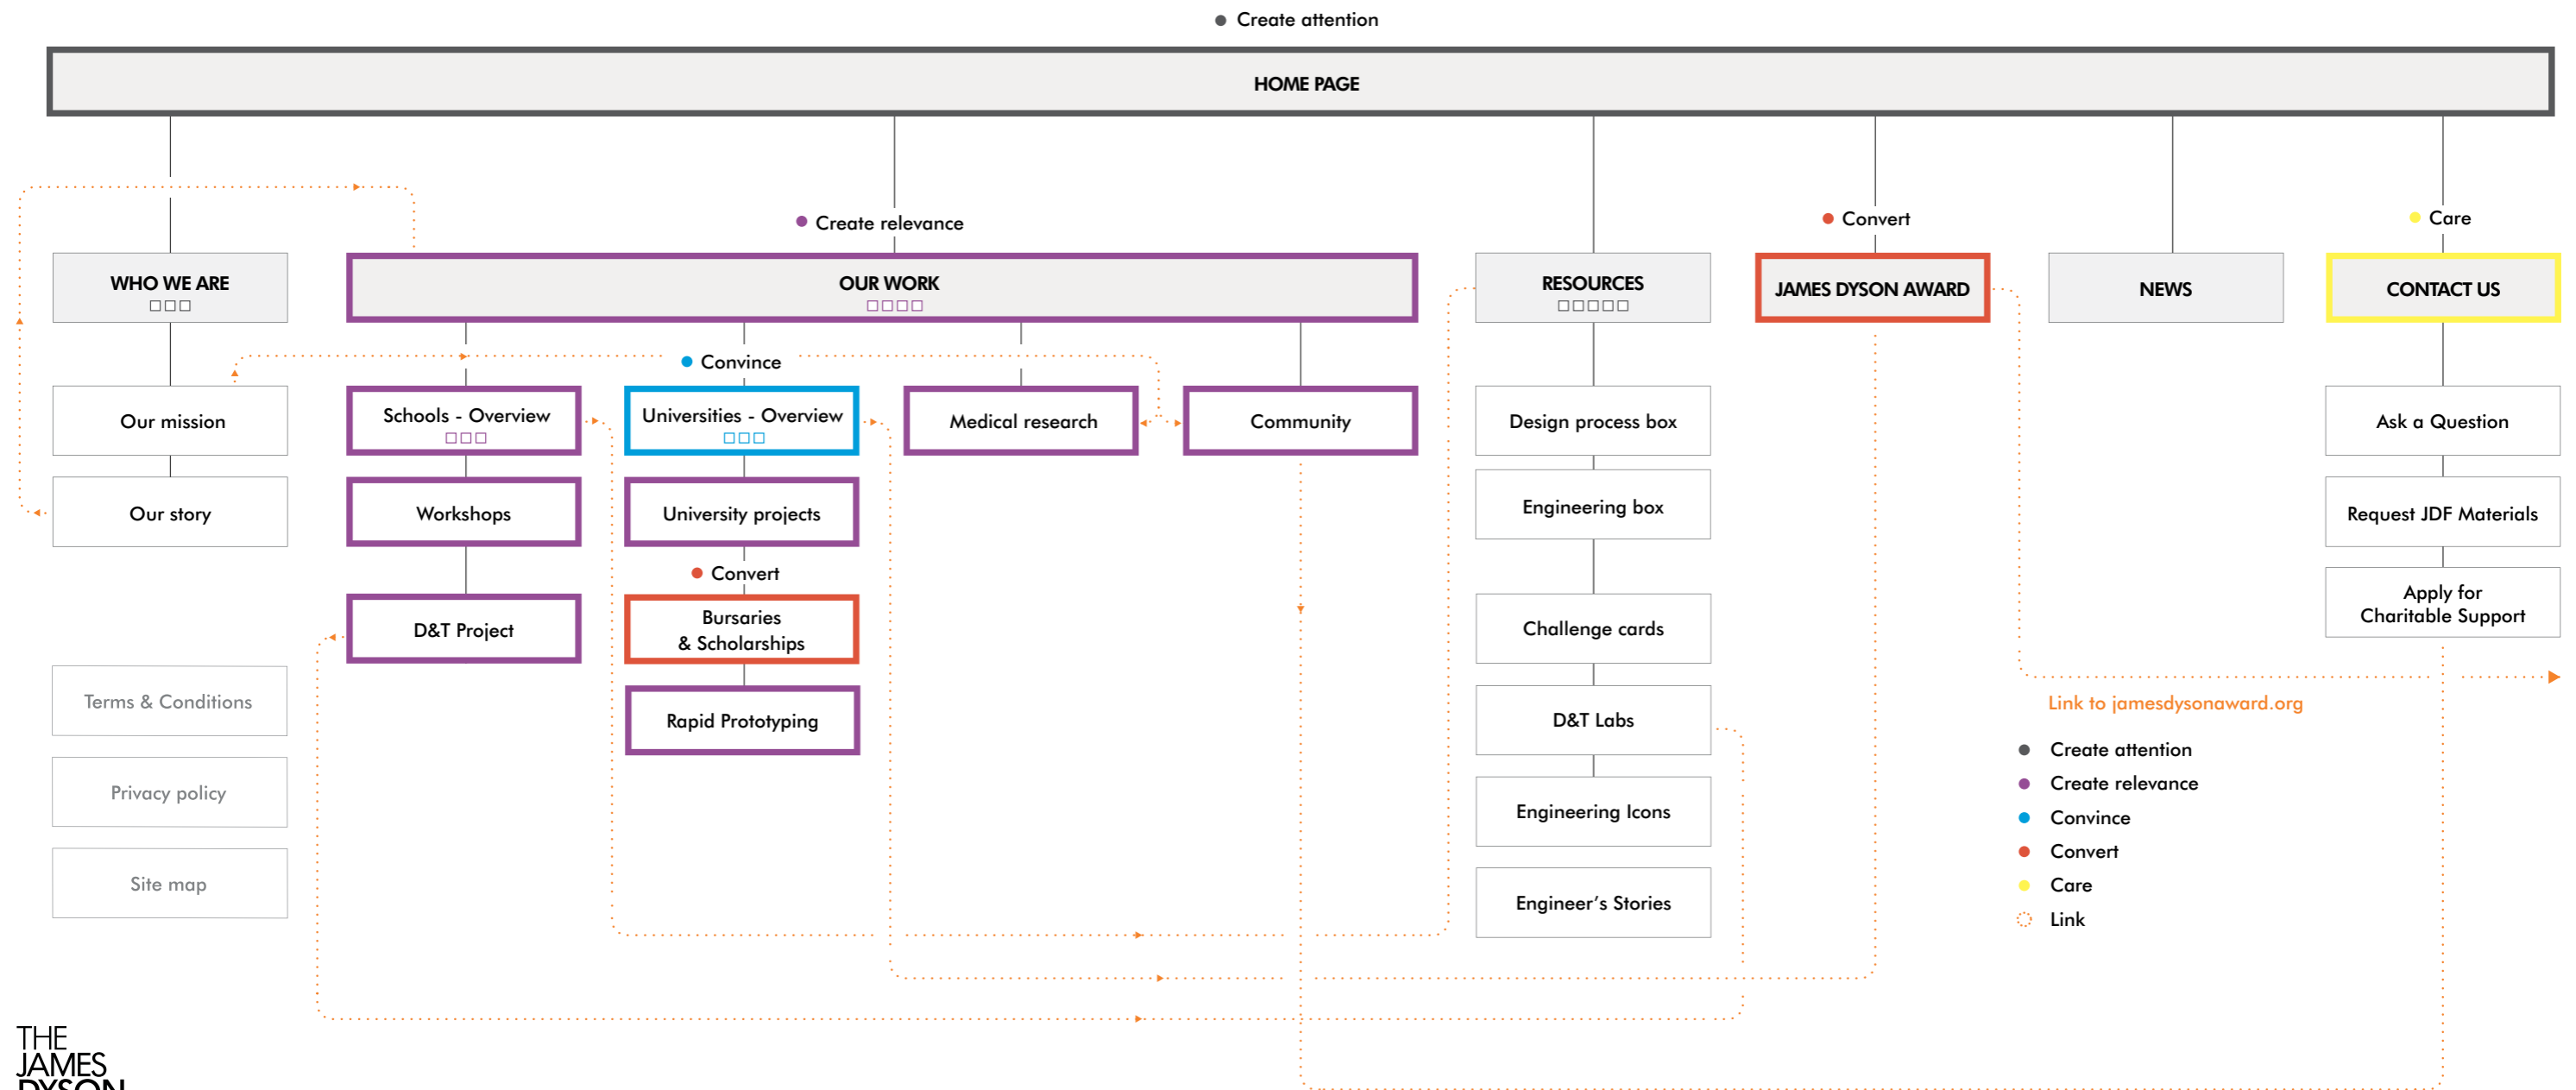 Create attention
HOME PAGE
Create relevance
Convert
Care
WHO WE ARE
OUR WORK
RESOURCES
JAMES DYSON AWARD
NEWS
CONTACT US
Convince
Our mission
Our story
Schools - Overview
Workshops
D&T Project
Universities - Overview
University projects
Convert
Bursaries
& Scholarships
Rapid Prototyping
Medical research
Community
Design process box
Engineering box
Challenge cards
D&T Labs
Engineering Icons
Engineer’s Stories
Ask a Question
Request JDF Materials
Apply for
Charitable Support
Terms & Conditions
Privacy policy
Site map
Link to jamesdysonaward.org
Create attention
Create relevance
Convince
Convert
Care
Link
THE
JAMES
DYSON